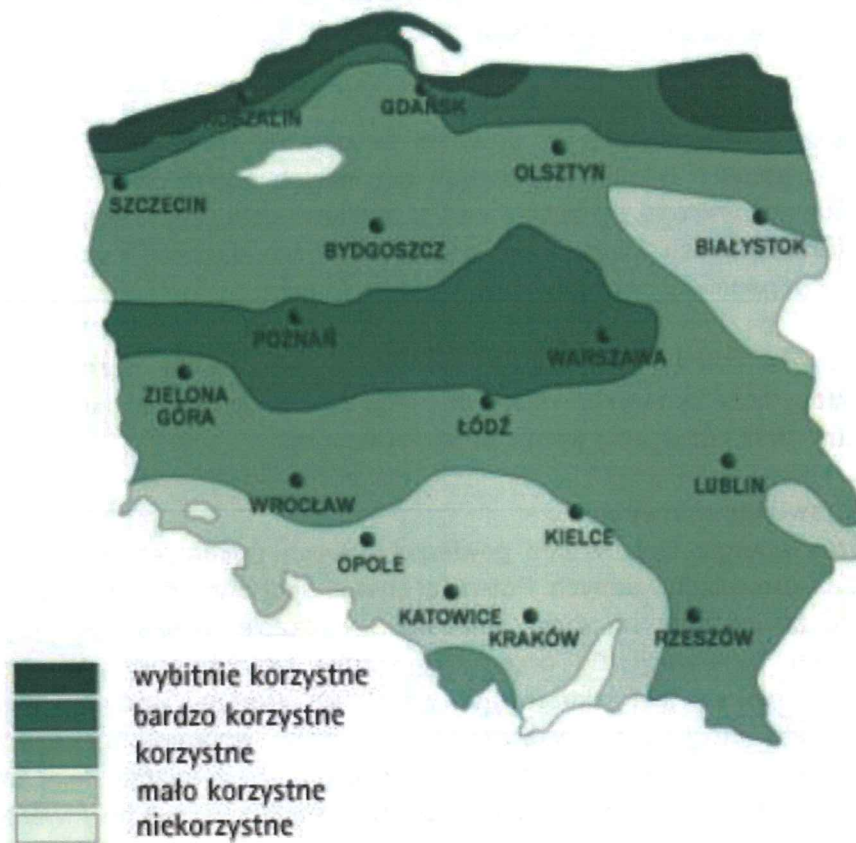 KOSZALIN
GDAŃSK
OLSZTYN
SZCZECIN
BIAŁYSTOK
BYDGOSZCZ
POZNAŃ
WARSZAWA
ZIELONA
GÓRA
ŁÓDŹ
LUBLIN
WROCŁAW
KIELCE
OPOLE
KATOWICE
KRAKÓW
RZESZÓW
wybitnie korzystne
bardzo korzystne
korzystne
mało korzystne
niekorzystne